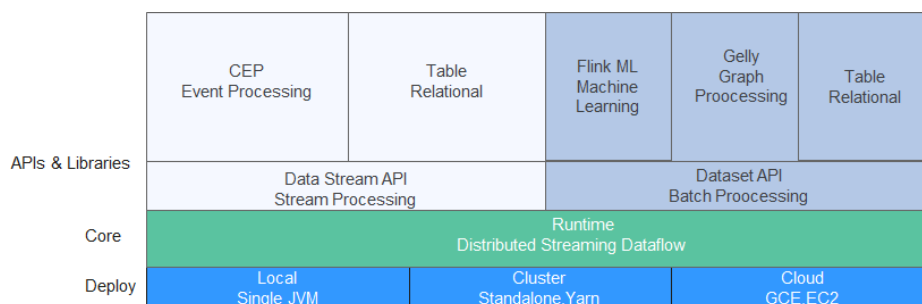 CEP
Event Processing
Table
Relational
Flink ML
Machine
Learning
Gelly
Graph
Proocessing
Table
Relational
APIs & Libraries
Data Stream API
Stream Processing
Dataset API
Batch Proocessing
Core
Runtime
Distributed Streaming Dataflow
Deploy
Local
Single JVM
Cluster
Standalone,Yarn
Cloud
GCE,EC2